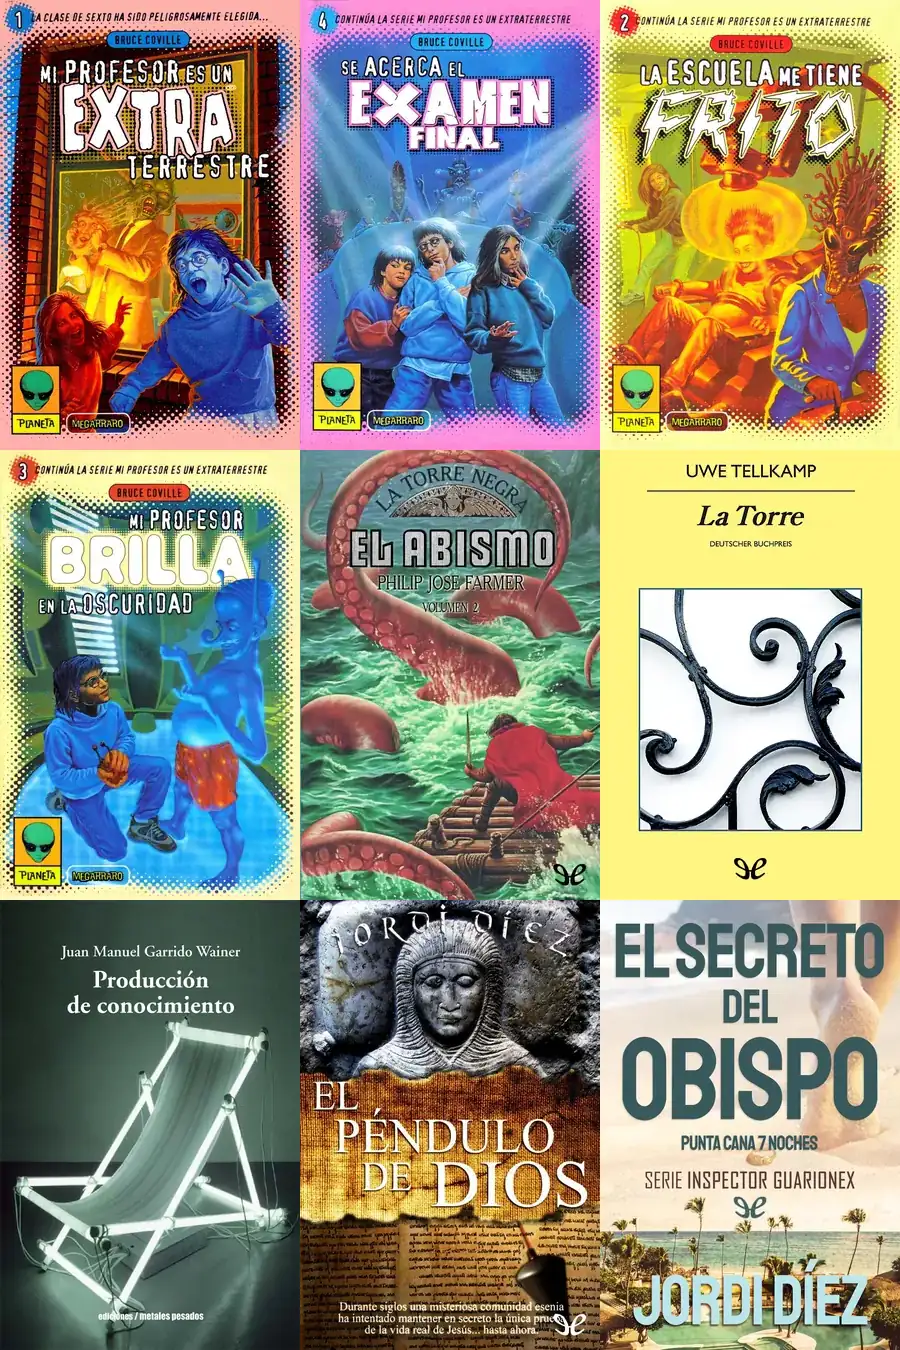 1
LA CLASE DE SEXTO HA SIDO PELIGROSAMENTE ELEGIDA...
BRUCE COVILLE
MI PROFESOR ES UN
EXTRA
TERRESTRE
PLANETA
MEGARRARO
4
CONTINÚA LA SERIE MI PROFESOR ES UN EXTRATERRESTRE
BRUCE COVILLE
SE ACERCA EL
EXAMEN
FINAL
PLANETA
MEGARRARO
2
CONTINÚA LA SERIE MI PROFESOR ES UN EXTRATERRESTRE
BRUCE COVILLE
LA ESCUELA ME TIENE
FRITO
PLANETA
MEGARRARO
3
CONTINÚA LA SERIE MI PROFESOR ES UN EXTRATERRESTRE
BRUCE COVILLE
MI PROFESOR
BRILLA
EN LA OSCURIDAD
PLANETA
MEGARRARO
LA TORRE NEGRA
EL ABISMO
PHILIP JOSE FARMER
VOLUMEN 2
UWE TELLKAMP
La Torre
DEUTSCHER BUCHPREIS
Juan Manuel Garrido Wainer
Producción
de conocimiento
ediciones / metales pesados
JORDI DÍEZ
EL
PÉNDULO
DE DIOS
Durante siglos una misteriosa comunidad esenia
ha intentado mantener en secreto la única
de la vida real de Jesús... hasta ahora.
EL SECRETO
DEL
OBISPO
PUNTA CANA 7 NOCHES
SERIE INSPECTOR GUARIONEX
JORDI DÍEZ